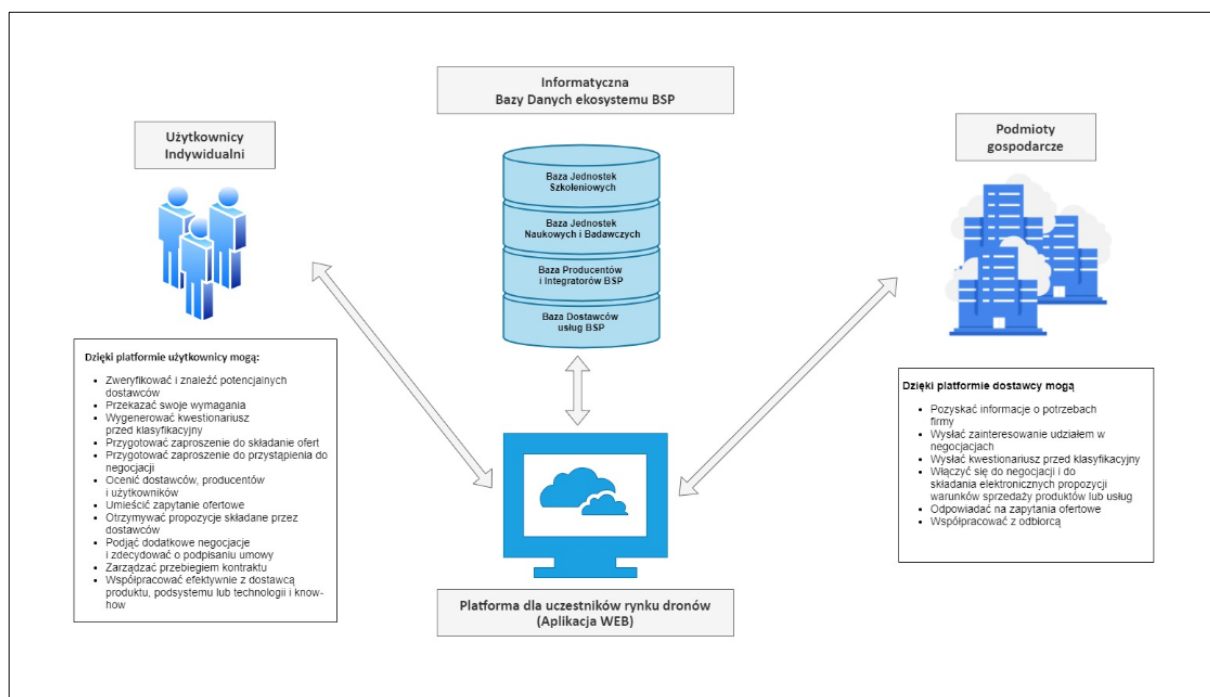 Informatyczna
Bazy Danych ekosystemu BSP
Użytkownicy
Indywidualni
Podmioty
gospodarcze
Baza Jednostek
Szkoleniowych
Baza Jednostek
Naukowych i Badawczych
Baza Producentów
i Integratorów BSP
Baza Dostawców
usług BSP
Dzięki platformie użytkownicy mogą:
• Zweryfikować i znaleźć potencjalnych
dostawców
• Przekazać swoje wymagania
• Wygenerować kwestionariusz
przed klasyfikacyjny
• Przygotować zaproszenie do składanie ofert
• Przygotować zaproszenie do przystąpienia do
negocjacji
• Ocenić dostawców, producentów
i użytkowników
• Umieścić zapytanie ofertowe
• Otrzymywać propozycje składane przez
dostawców
• Podjąć dodatkowe negocjacje
i zdecydować o podpisaniu umowy
• Zarządzać przebiegiem kontraktu
• Współpracować efektywnie z dostawcą
produktu, podsystemu lub technologii i know-
how
Dzięki platformie dostawcy mogą
• Pozyskać informacje o potrzebach
firmy
• Wysłać zainteresowanie udziałem w
negocjacjach
• Wysłać kwestionariusz przed klasyfikacyjny
• Włączyć się do negocjacji i do
składania elektronicznych propozycji
warunków sprzedaży produktów lub usług
• Odpowiadać na zapytania ofertowe
• Współpracować z odbiorcą
Platforma dla uczestników rynku dronów
(Aplikacja WEB)